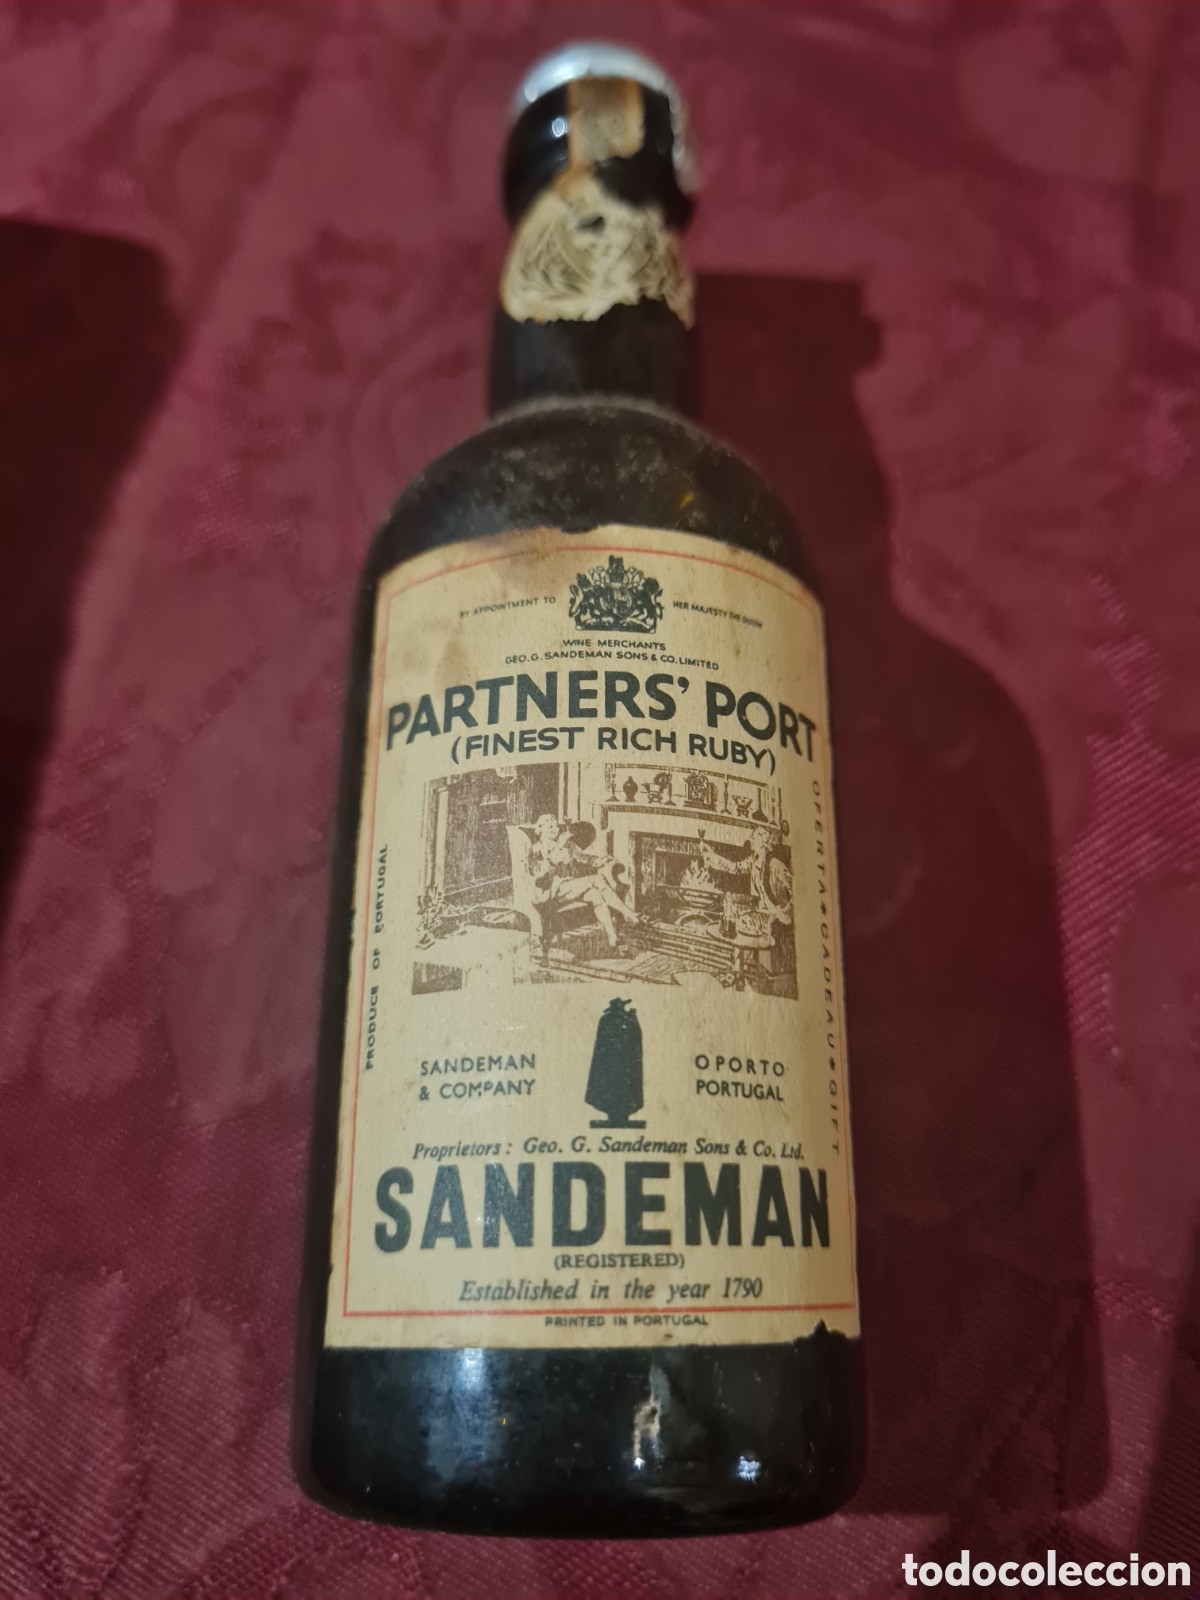 BY APPOINTMENT TO HER MAJESTY THE QUEEN
WINE MERCHANTS
GEO. G. SANDEMAN SONS & CO. LIMITED
PARTNERS' PORT
(FINEST RICH RUBY)
PRODUCE OF PORTUGAL
OFERTA★CADEAU★GIFT
SANDEMAN & COMPANY
OPORTO PORTUGAL
Proprietors: Geo. G. Sandeman Sons & Co. Ltd.
SANDEMAN
(REGISTERED)
Established in the year 1790
PRINTED IN PORTUGAL
todocoleccion